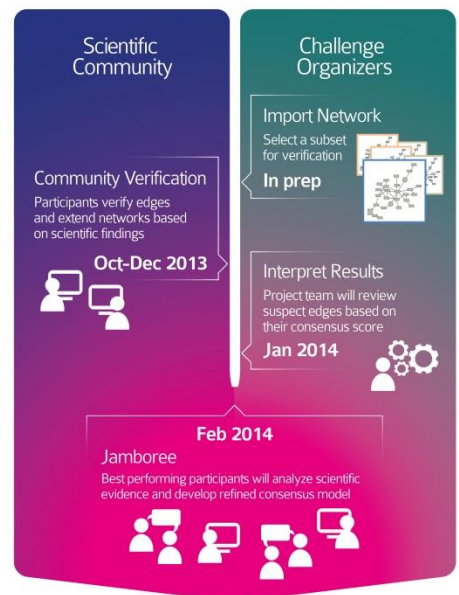 Scientific
Community
Challenge
Organizers
Import Network
Select a subset
for verification
In prep
Community Verification
Participants verify edges
and extend networks based
on scientific findings
Oct-Dec 2013
Interpret Results
Project team will review
suspect edges based on
their consensus score
Jan 2014
Feb 2014
Jamboree
Best performing participants will analyze scientific
evidence and develop refined consensus model